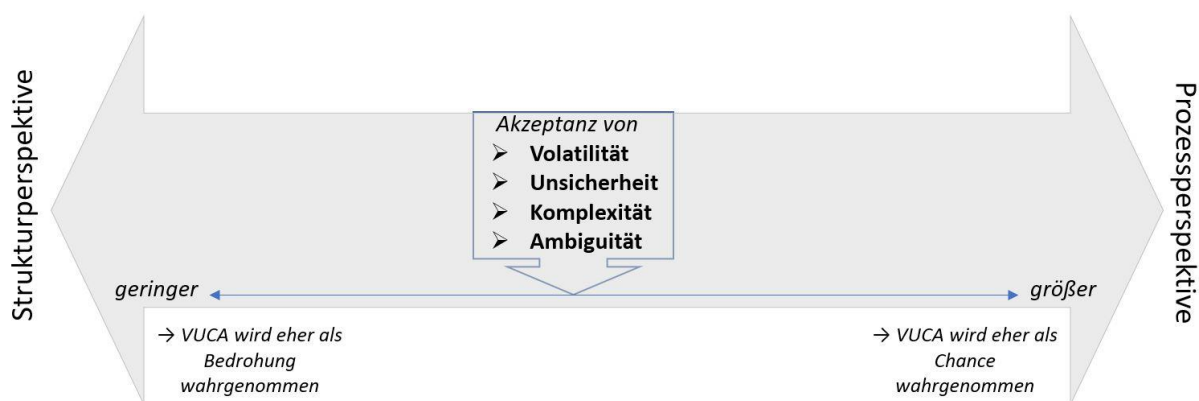 Strukturperspektive
Akzeptanz von
➢ Volatilität
➢ Unsicherheit
➢ Komplexität
➢ Ambiguität
geringer
größer
→ VUCA wird eher als
Bedrohung
wahrgenommen
→ VUCA wird eher als
Chance
wahrgenommen
Prozessperspektive